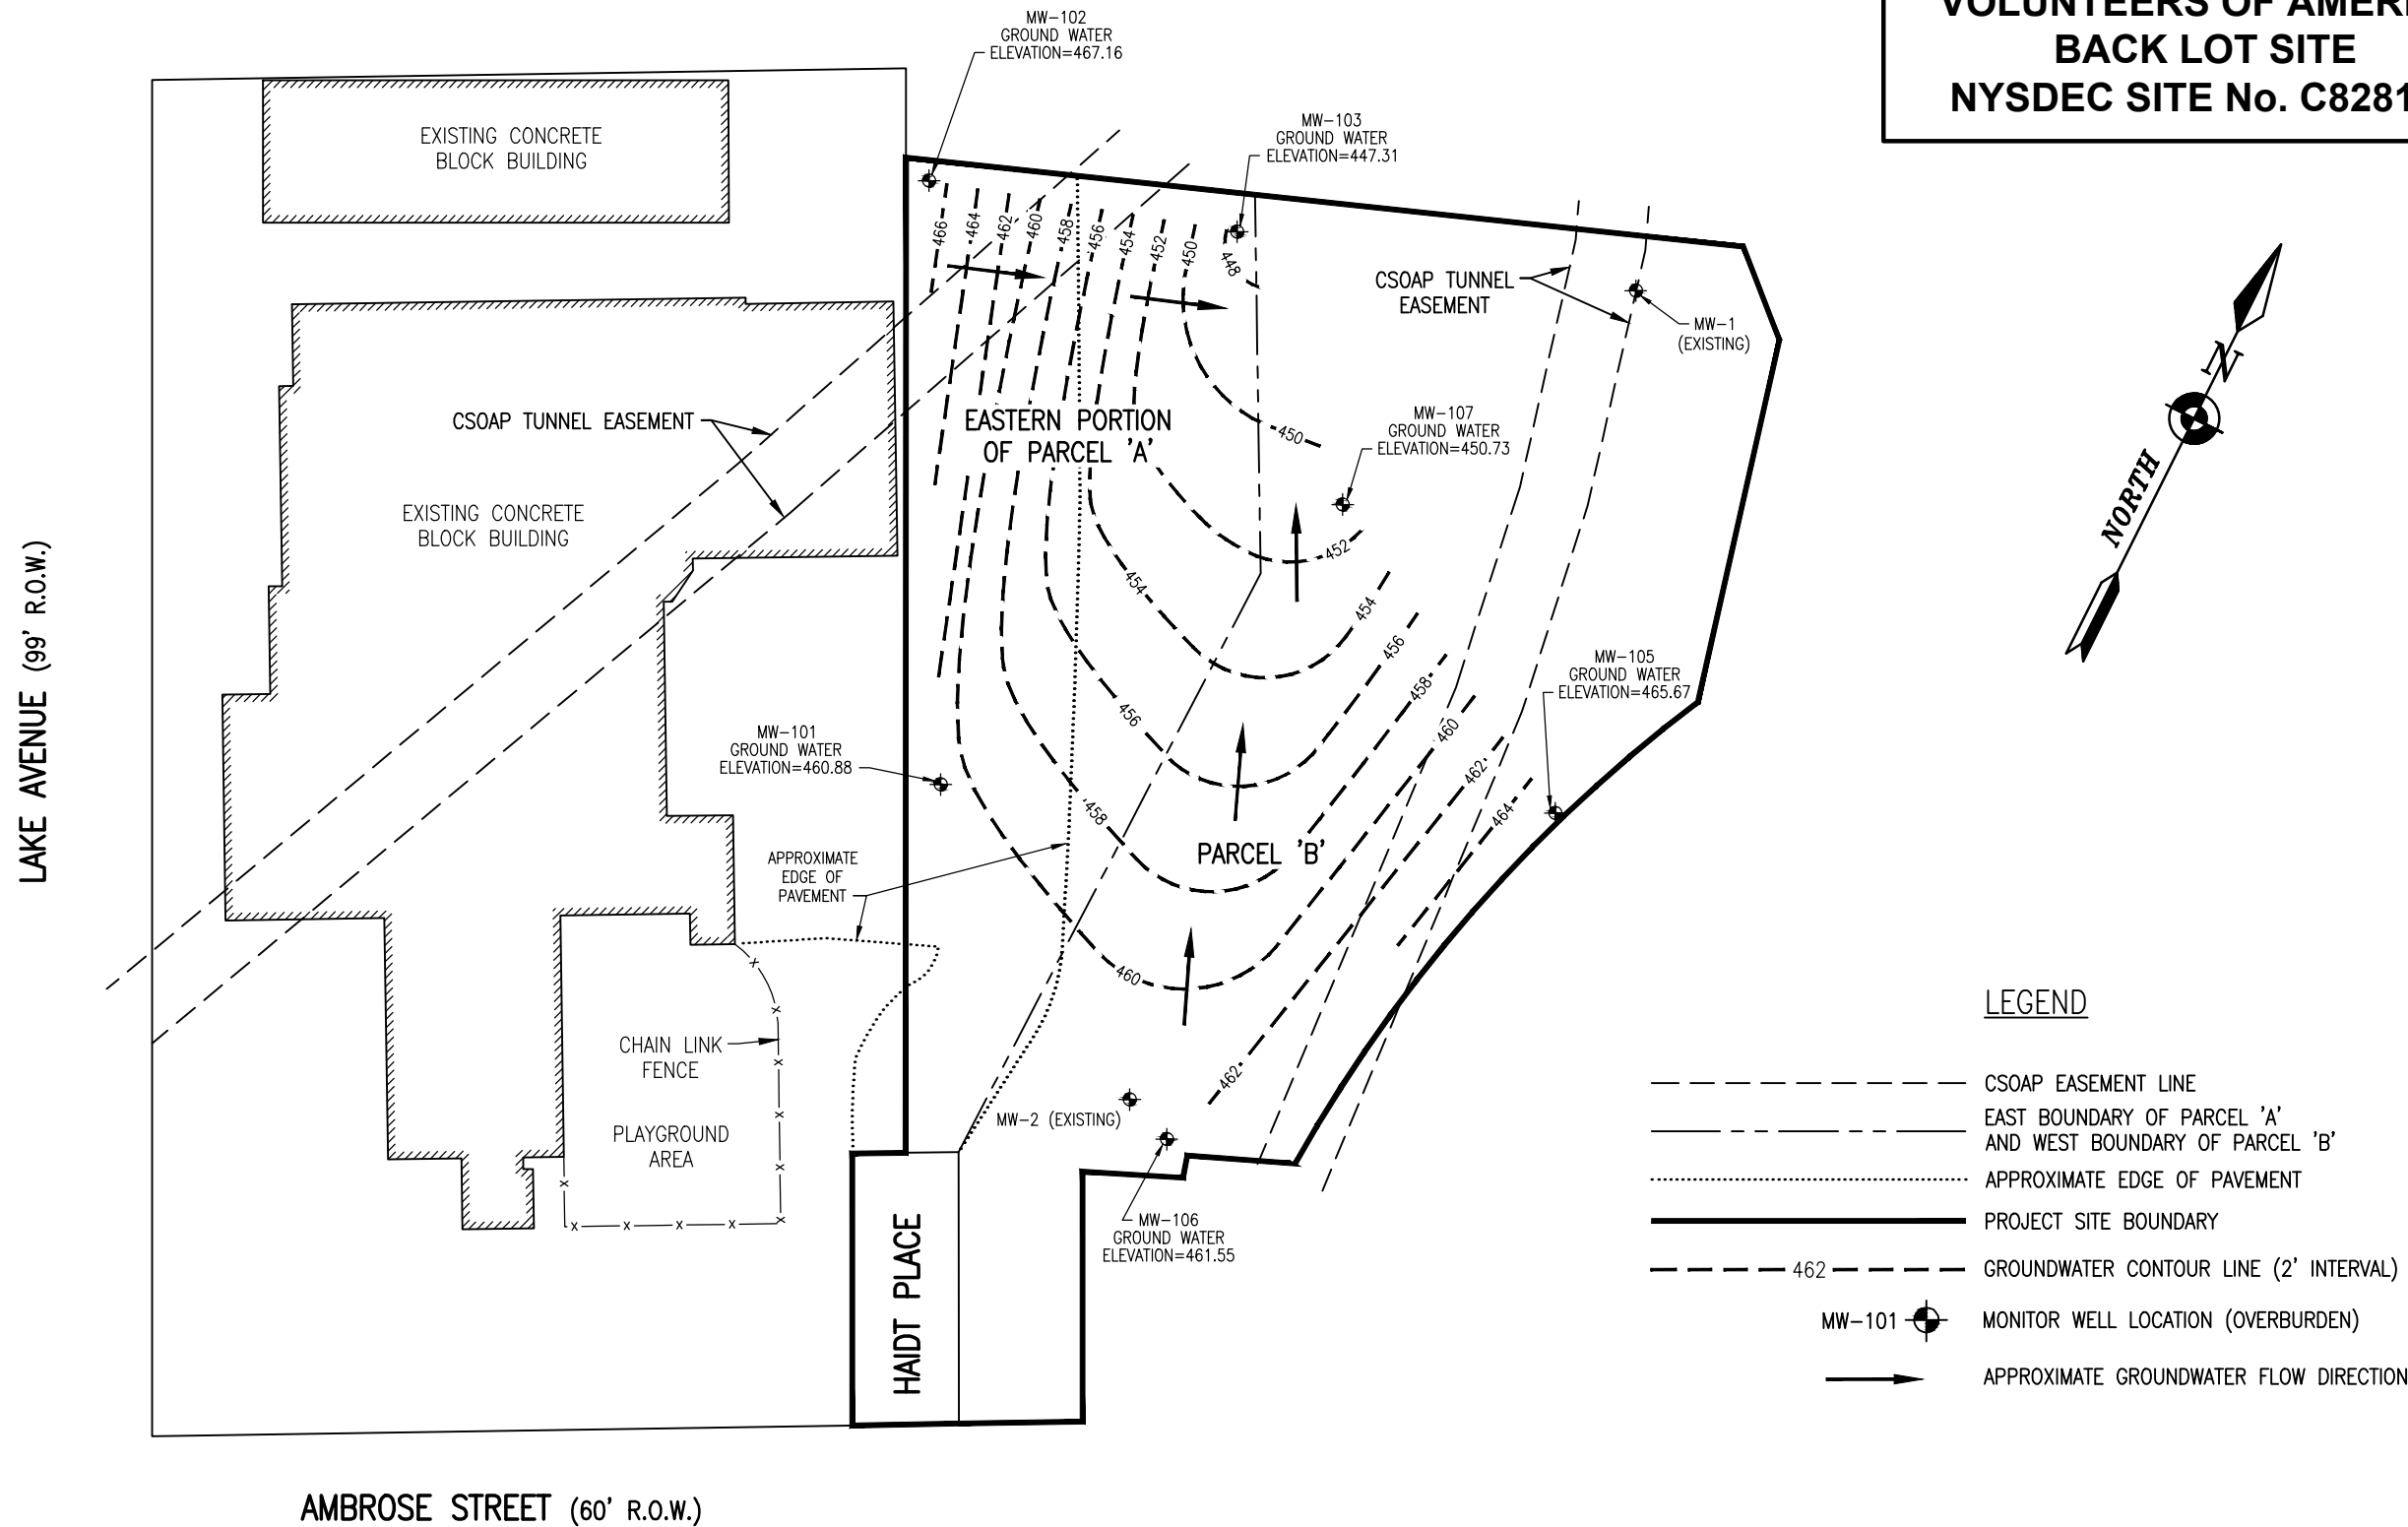 VOLUNTEERS OF AMERI
BACK LOT SITE
NYSDEC SITE No. C8281
MW-102
GROUND WATER
ELEVATION=467.16
MW-103
GROUND WATER
ELEVATION=447.31
EXISTING CONCRETE
BLOCK BUILDING
466
464
462
460
458
456
454
452
450
448
CSOAP TUNNEL
EASEMENT
MW-1
(EXISTING)
N
NORTH
CSOAP TUNNEL EASEMENT
EASTERN PORTION
OF PARCEL 'A'
450
MW-107
GROUND WATER
ELEVATION=450.73
EXISTING CONCRETE
BLOCK BUILDING
LAKE AVENUE (99' R.O.W.)
452
454
454
456
458
460
462
464
456
458
460
462
MW-105
GROUND WATER
ELEVATION=465.67
MW-101
GROUND WATER
ELEVATION=460.88
PARCEL 'B'
APPROXIMATE
EDGE OF
PAVEMENT
CHAIN LINK
FENCE
PLAYGROUND
AREA
MW-2 (EXISTING)
MW-106
GROUND WATER
ELEVATION=461.55
HAIDT PLACE
AMBROSE STREET (60' R.O.W.)
LEGEND
CSOAP EASEMENT LINE
EAST BOUNDARY OF PARCEL 'A'
AND WEST BOUNDARY OF PARCEL 'B'
APPROXIMATE EDGE OF PAVEMENT
PROJECT SITE BOUNDARY
462 GROUNDWATER CONTOUR LINE (2' INTERVAL)
MW-101 MONITOR WELL LOCATION (OVERBURDEN)
APPROXIMATE GROUNDWATER FLOW DIRECTION